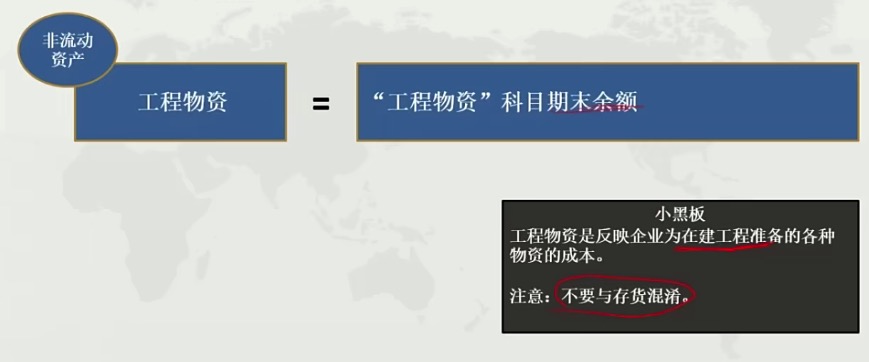 非流动
资产
工程物资
=
“工程物资”科目期末余额
小黑板
工程物资是反映企业为在建工程准备的各种
物资的成本。
注意：不要与存货混淆。